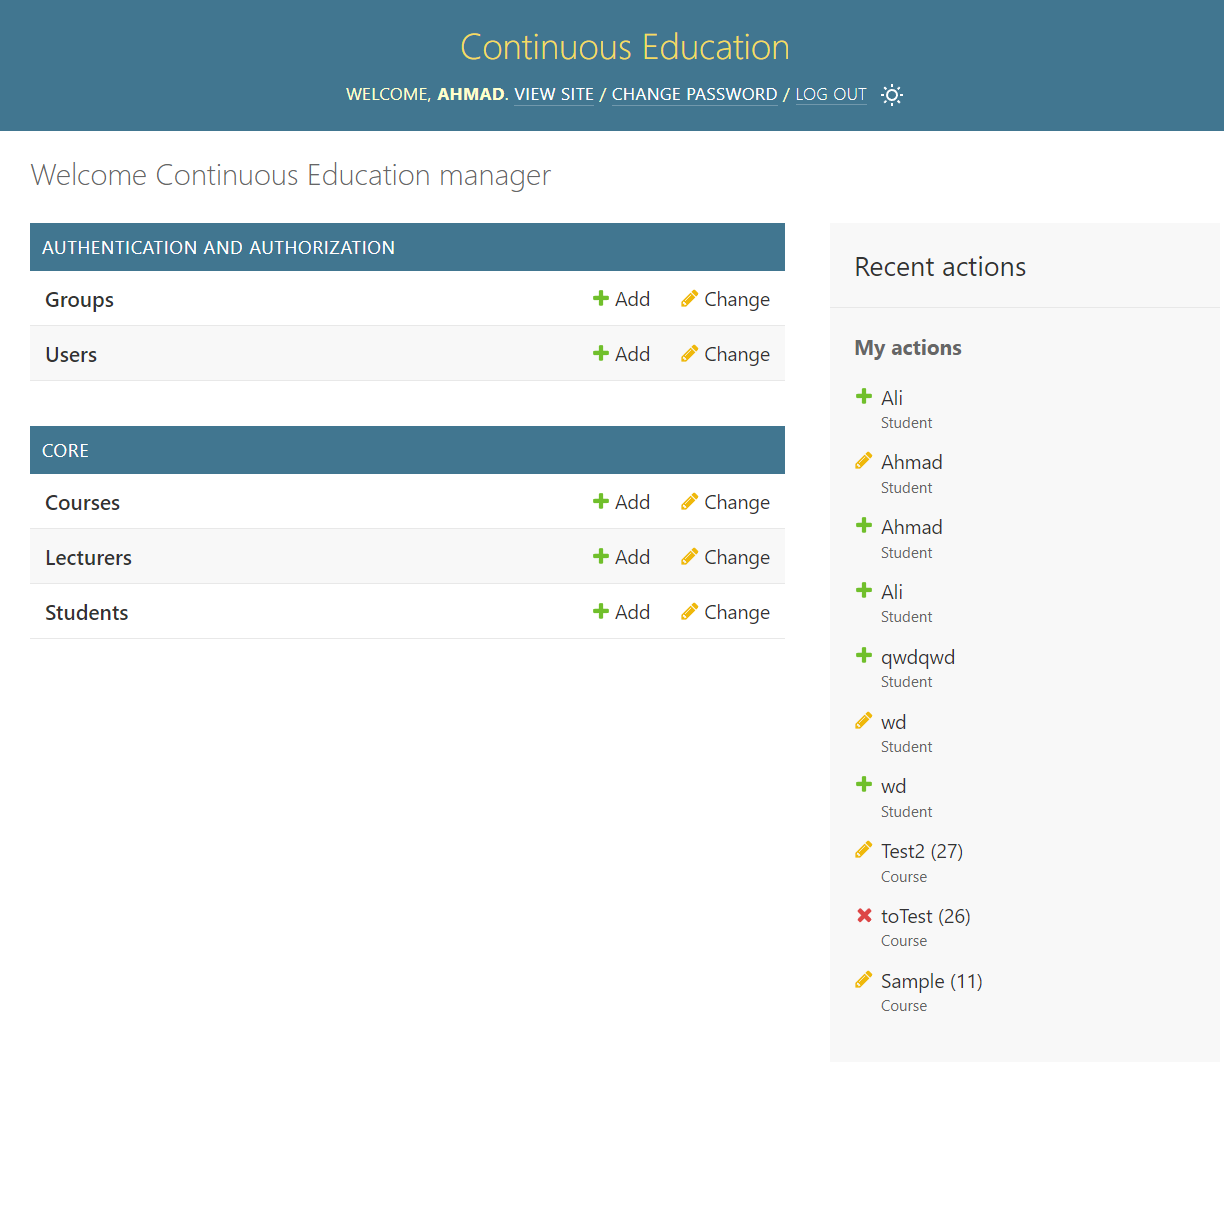 Continuous Education
WELCOME, AHMAD. VIEW SITE / CHANGE PASSWORD / LOG OUT
Welcome Continuous Education manager
AUTHENTICATION AND AUTHORIZATION
Groups Add Change
Users Add Change
CORE
Courses Add Change
Lecturers Add Change
Students Add Change
Recent actions
My actions
Ali
Student
Ahmad
Student
Ahmad
Student
Ali
Student
qwdqwd
Student
wd
Student
wd
Student
Test2 (27)
Course
toTest (26)
Course
Sample (11)
Course